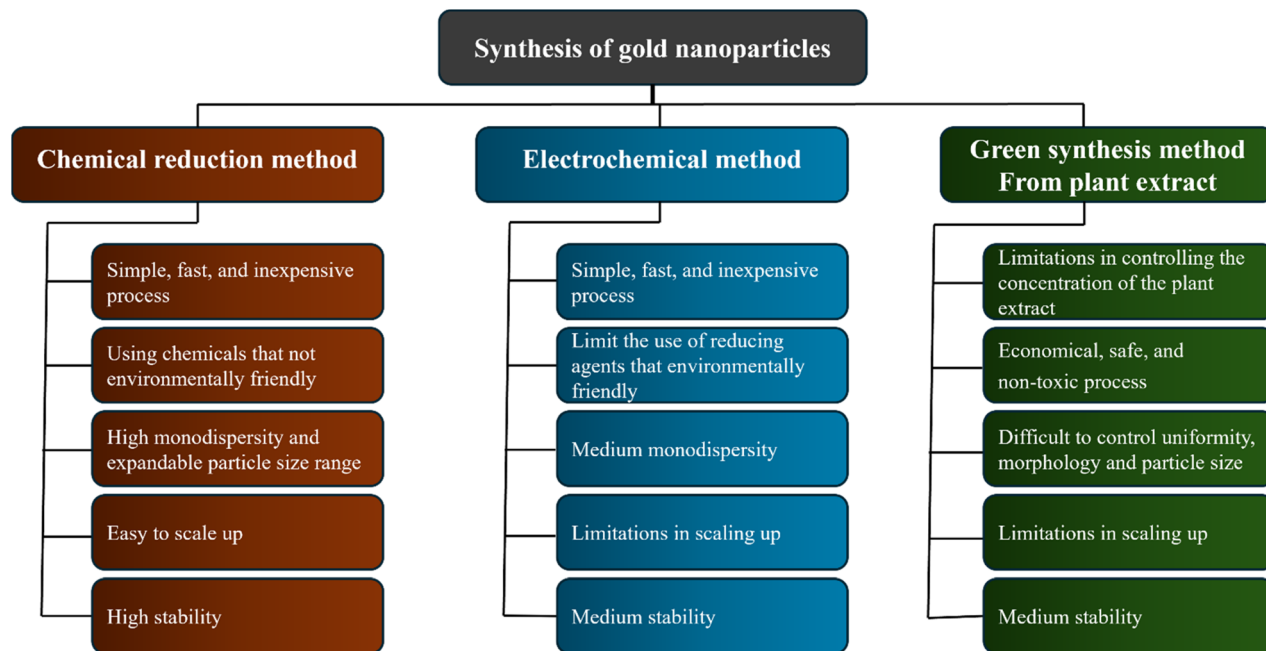 Synthesis of gold nanoparticles
Chemical reduction method
Simple, fast, and inexpensive
process
Using chemicals that not
environmentally friendly
High monodispersity and
expandable particle size range
Easy to scale up
High stability
Electrochemical method
Simple, fast, and inexpensive
process
Limit the use of reducing
agents that environmentally
friendly
Medium monodispersity
Limitations in scaling up
Medium stability
Green synthesis method
From plant extract
Limitations in controlling the
concentration of the plant
extract
Economical, safe, and
non-toxic process
Difficult to control uniformity,
morphology and particle size
Limitations in scaling up
Medium stability